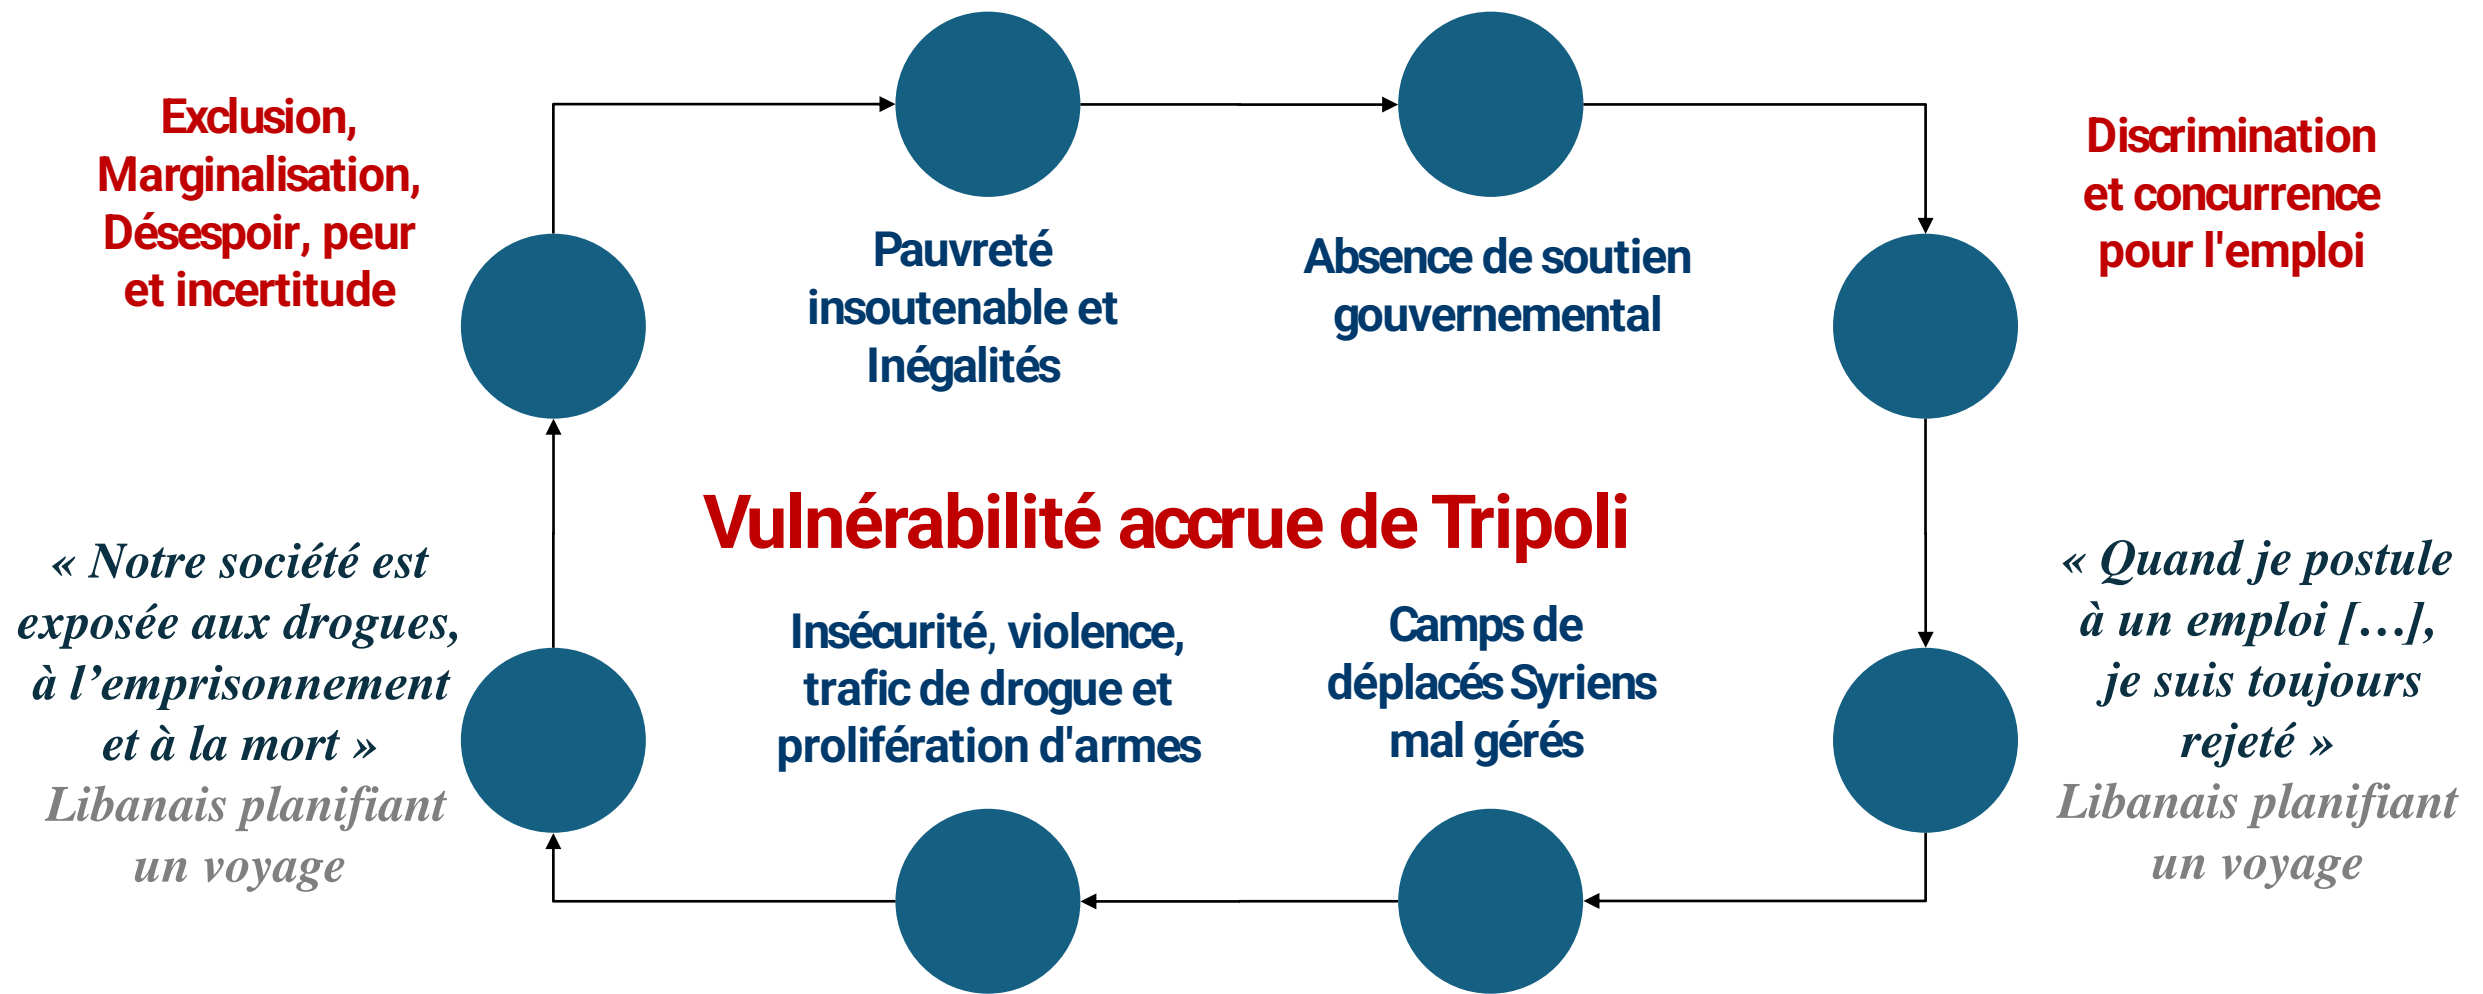 Exclusion,
Marginalisation,
Désespoir, peur
et incertitude
Pauvreté
insoutenable et
Inégalités
Absence de soutien
gouvernemental
Discrimination
et concurrence
pour l'emploi
Vulnérabilité accrue de Tripoli
« Notre société est
exposée aux drogues,
à l’emprisonnement
et à la mort »
Libanais planifiant
un voyage
Insécurité, violence,
trafic de drogue et
prolifération d'armes
Camps de
déplacés Syriens
mal gérés
« Quand je postule
à un emploi […],
je suis toujours
rejeté »
Libanais planifiant
un voyage